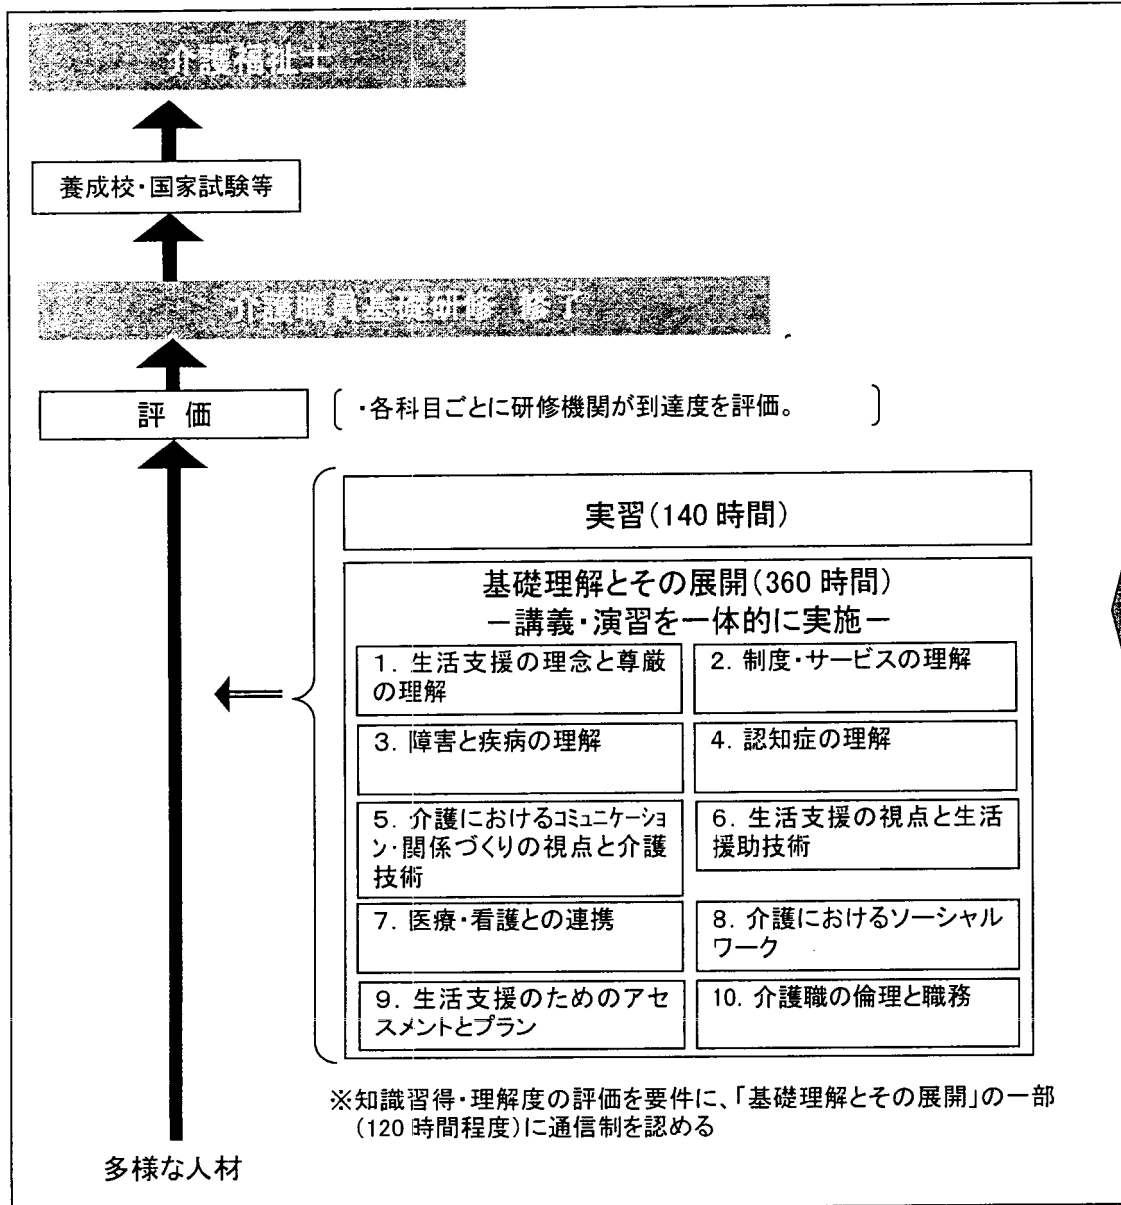 介護福祉士
養成校・国家試験等
介護職員基礎研修 修了
評 価
・各科目ごとに研修機関が到達度を評価。
実習(140 時間)
基礎理解とその展開(360 時間)
－講義・演習を一体的に実施－
1. 生活支援の理念と尊厳
の理解
2. 制度・サービスの理解
3. 障害と疾病の理解
4. 認知症の理解
5. 介護におけるコミュニケーショ
ン・関係づくりの視点と介護
技術
6. 生活支援の視点と生活
援助技術
7. 医療・看護との連携
8. 介護におけるソーシャル
ワーク
9. 生活支援のためのアセ
スメントとプラン
10. 介護職の倫理と職務
※知識習得・理解度の評価を要件に、「基礎理解とその展開」の一部
(120 時間程度)に通信制を認める
多様な人材